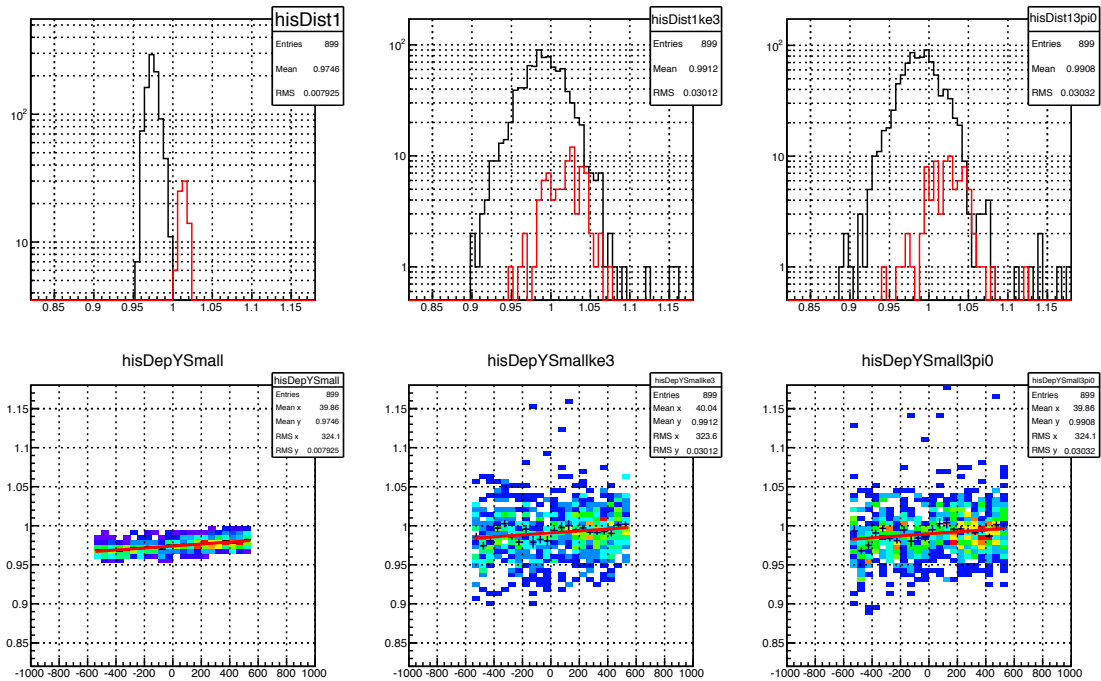 hisDist1
Entries 899
Mean 0.9746
RMS 0.007925
10²
10
0.85 0.9 0.95 1 1.05 1.1 1.15
hisDist1ke3
Entries 899
Mean 0.9912
RMS 0.03012
10²
10
1
0.85 0.9 0.95 1 1.05 1.1 1.15
hisDist13pi0
Entries 899
Mean 0.9908
RMS 0.03032
10²
10
1
0.85 0.9 0.95 1 1.05 1.1 1.15
hisDepYSmall
hisDepYSmall
Entries 899
Mean x 39.86
Mean y 0.9746
RMS x 324.1
RMS y 0.007925
1.15
1.1
1.05
1
0.95
0.9
0.85
-1000 -800 -600 -400 -200 0 200 400 600 800 1000
hisDepYSmallke3
hisDepYSmallke3
Entries 899
Mean x 40.04
Mean y 0.9912
RMS x 323.6
RMS y 0.03012
1.15
1.1
1.05
1
0.95
0.9
0.85
-1000 -800 -600 -400 -200 0 200 400 600 800 1000
hisDepYSmall3pi0
hisDepYSmall3pi0
Entries 899
Mean x 39.86
Mean y 0.9908
RMS x 324.1
RMS y 0.03032
1.15
1.1
1.05
1
0.95
0.9
0.85
-1000 -800 -600 -400 -200 0 200 400 600 800 1000